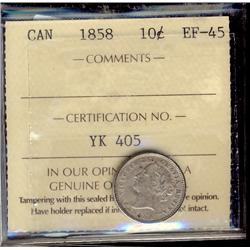 CAN 1858 10¢ EF-45
COMMENTS
CERTIFICATION NO.
YK 405
IN OUR OPIN A
GENUINE O
Tampering with this sealed opinion.
Have holder replaced if not intact.